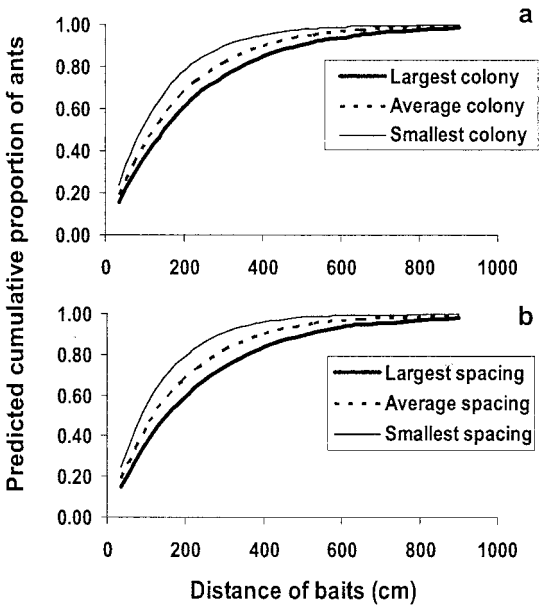 Predicted cumulative proportion of ants
a
1.00
0.80
0.60
0.40
0.20
0.00
Largest colony
Average colony
Smallest colony
0 200 400 600 800 1000
b
1.00
0.80
0.60
0.40
0.20
0.00
Largest spacing
Average spacing
Smallest spacing
0 200 400 600 800 1000
Distance of baits (cm)